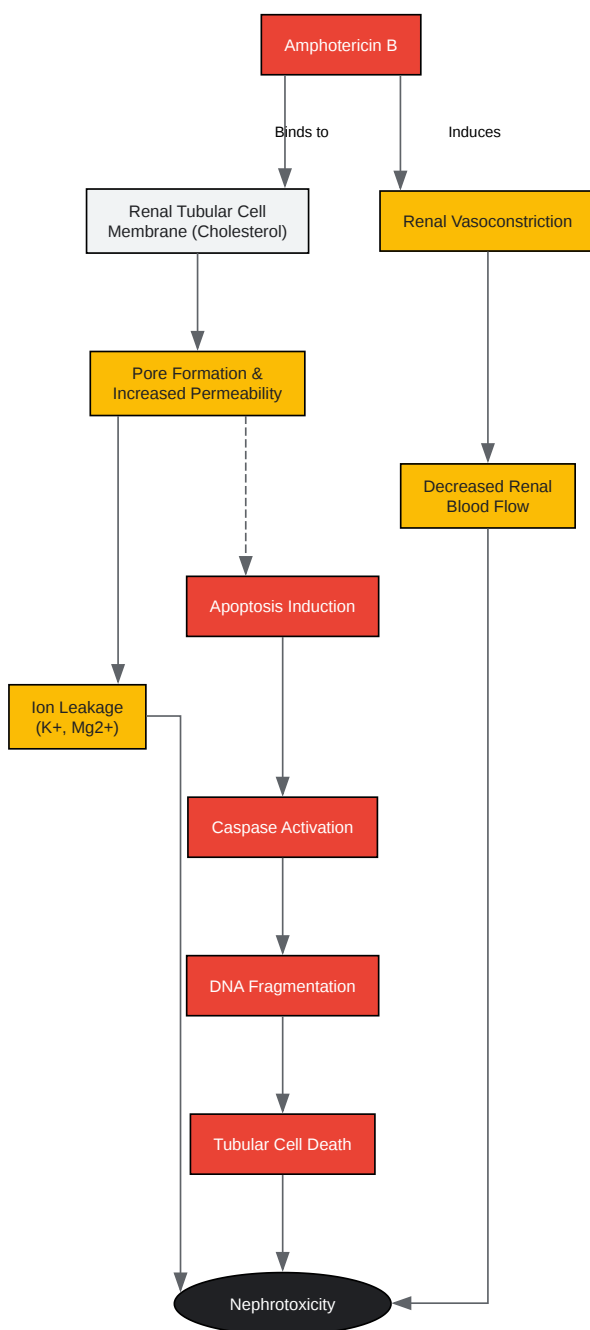 Amphotericin B
Binds to
Induces
Renal Tubular Cell
Membrane (Cholesterol)
Renal Vasoconstriction
Pore Formation &
Increased Permeability
Decreased Renal
Blood Flow
Apoptosis Induction
Ion Leakage
(K+, Mg2+)
Caspase Activation
DNA Fragmentation
Tubular Cell Death
Nephrotoxicity